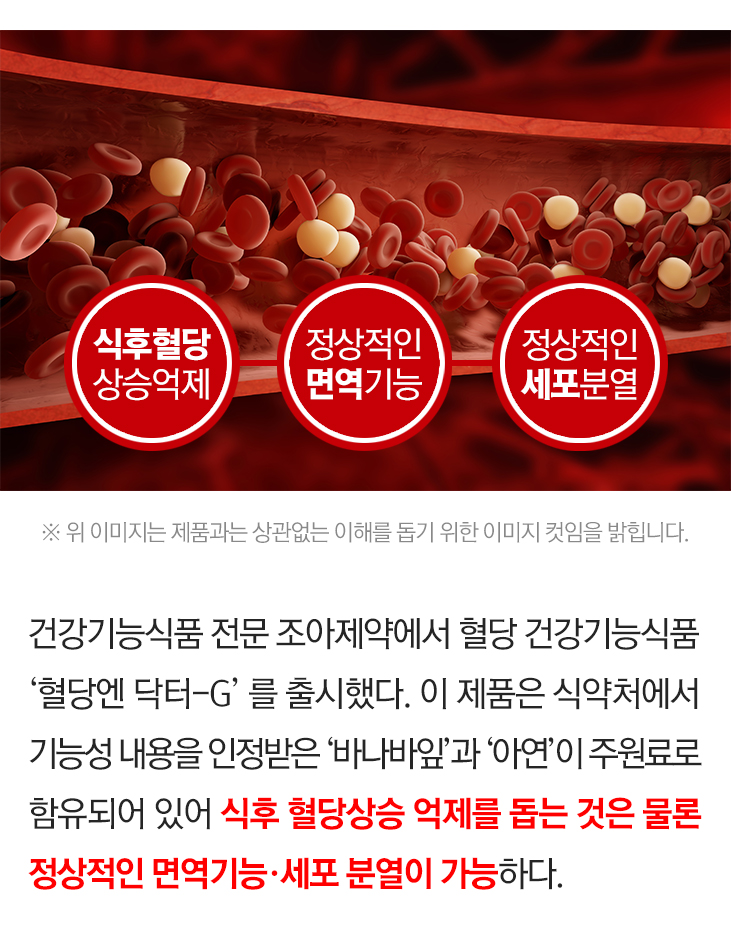 식후혈당
상승억제
정상적인
면역기능
정상적인
세포분열
※ 위 이미지는 제품과는 상관없는 이해를 돕기 위한 이미지 컷임을 밝힙니다.
건강기능식품 전문 조아제약에서 혈당 건강기능식품
‘혈당엔 닥터-G’ 를 출시했다. 이 제품은 식약처에서
기능성 내용을 인정받은 ‘바나바잎’과 ‘아연’이 주원료로
함유되어 있어 식후 혈당상승 억제를 돕는 것은 물론
정상적인 면역기능·세포 분열이 가능하다.